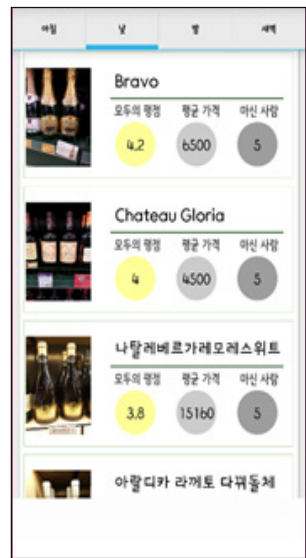 아침 낮 밤 새벽
Bravo
모두의 평점 평균 가격 마신 사람
4.2 6500 5
Chateau Gloria
모두의 평점 평균 가격 마신 사람
4 4500 5
나탈레베르가레모레스위트
모두의 평점 평균 가격 마신 사람
3.8 15160 5
아랄디카 라께토 다꿔돌체